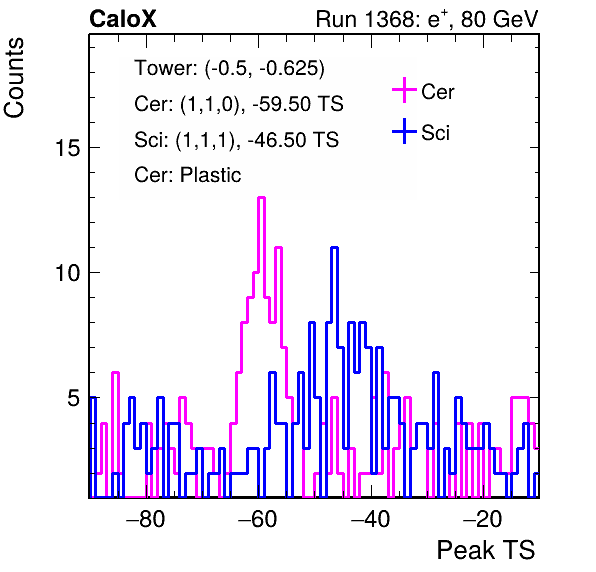 CaloX Run 1368: e⁺, 80 GeV
Counts
Tower: (-0.5, -0.625)
Cer: (1,1,0), -59.50 TS
Sci: (1,1,1), -46.50 TS
Cer: Plastic
Cer
Sci
15
10
5
−80 −60 −40 −20
Peak TS